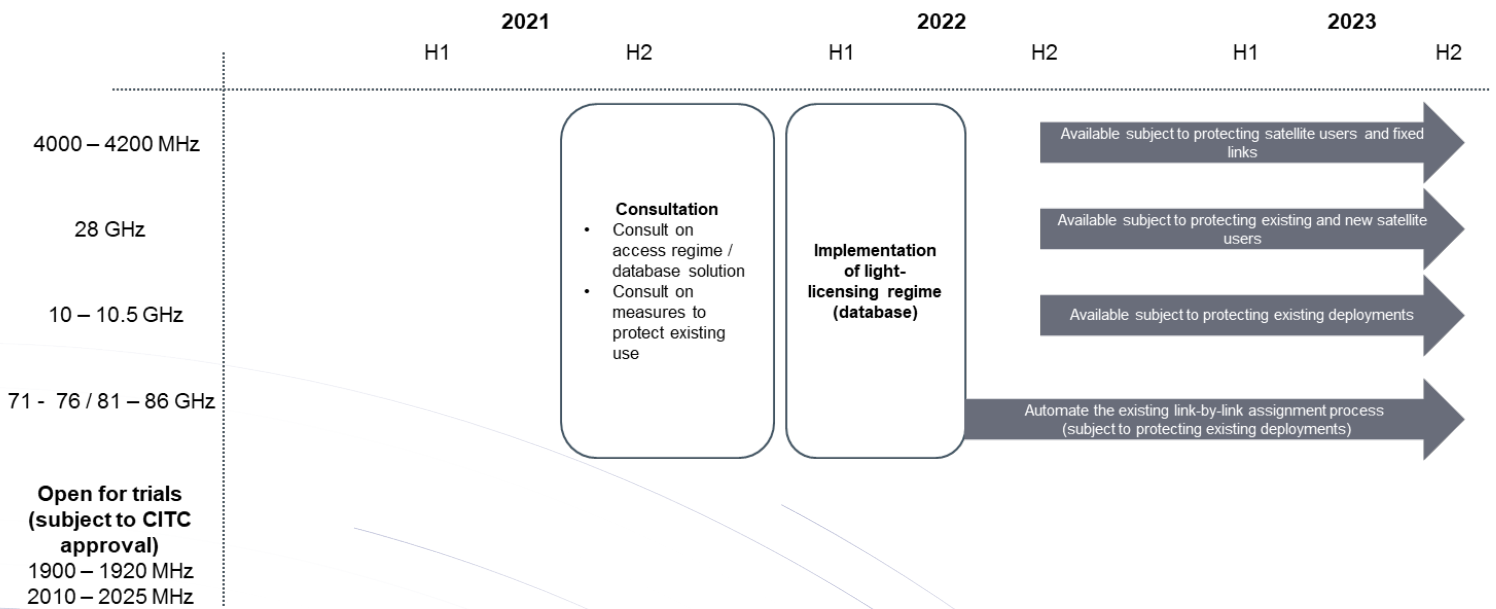 2021
2022
2023
H1
H2
H1
H2
H1
H2
4000 – 4200 MHz
Available subject to protecting satellite users and fixed
links
28 GHz
Available subject to protecting existing and new satellite
users
10 – 10.5 GHz
Available subject to protecting existing deployments
71 - 76 / 81 – 86 GHz
Automate the existing link-by-link assignment process
(subject to protecting existing deployments)
Consultation
• Consult on
access regime /
database solution
• Consult on
measures to
protect existing
use
Implementation
of light-
licensing regime
(database)
Open for trials
(subject to CITC
approval)
1900 – 1920 MHz
2010 – 2025 MHz